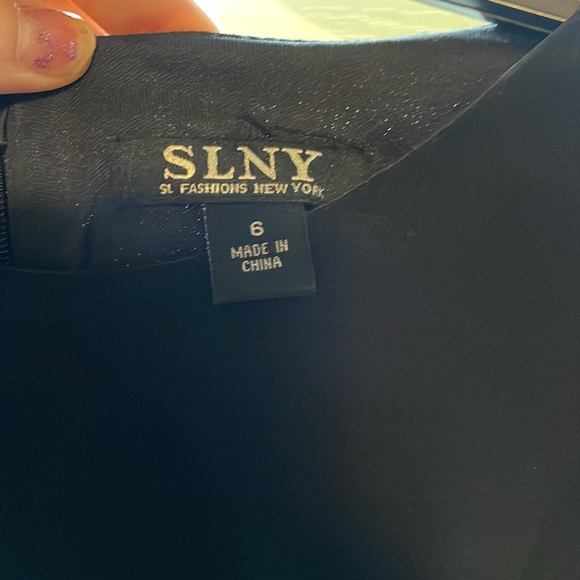 SLNY
SL FASHIONS NEW YORK
6
MADE IN
CHINA